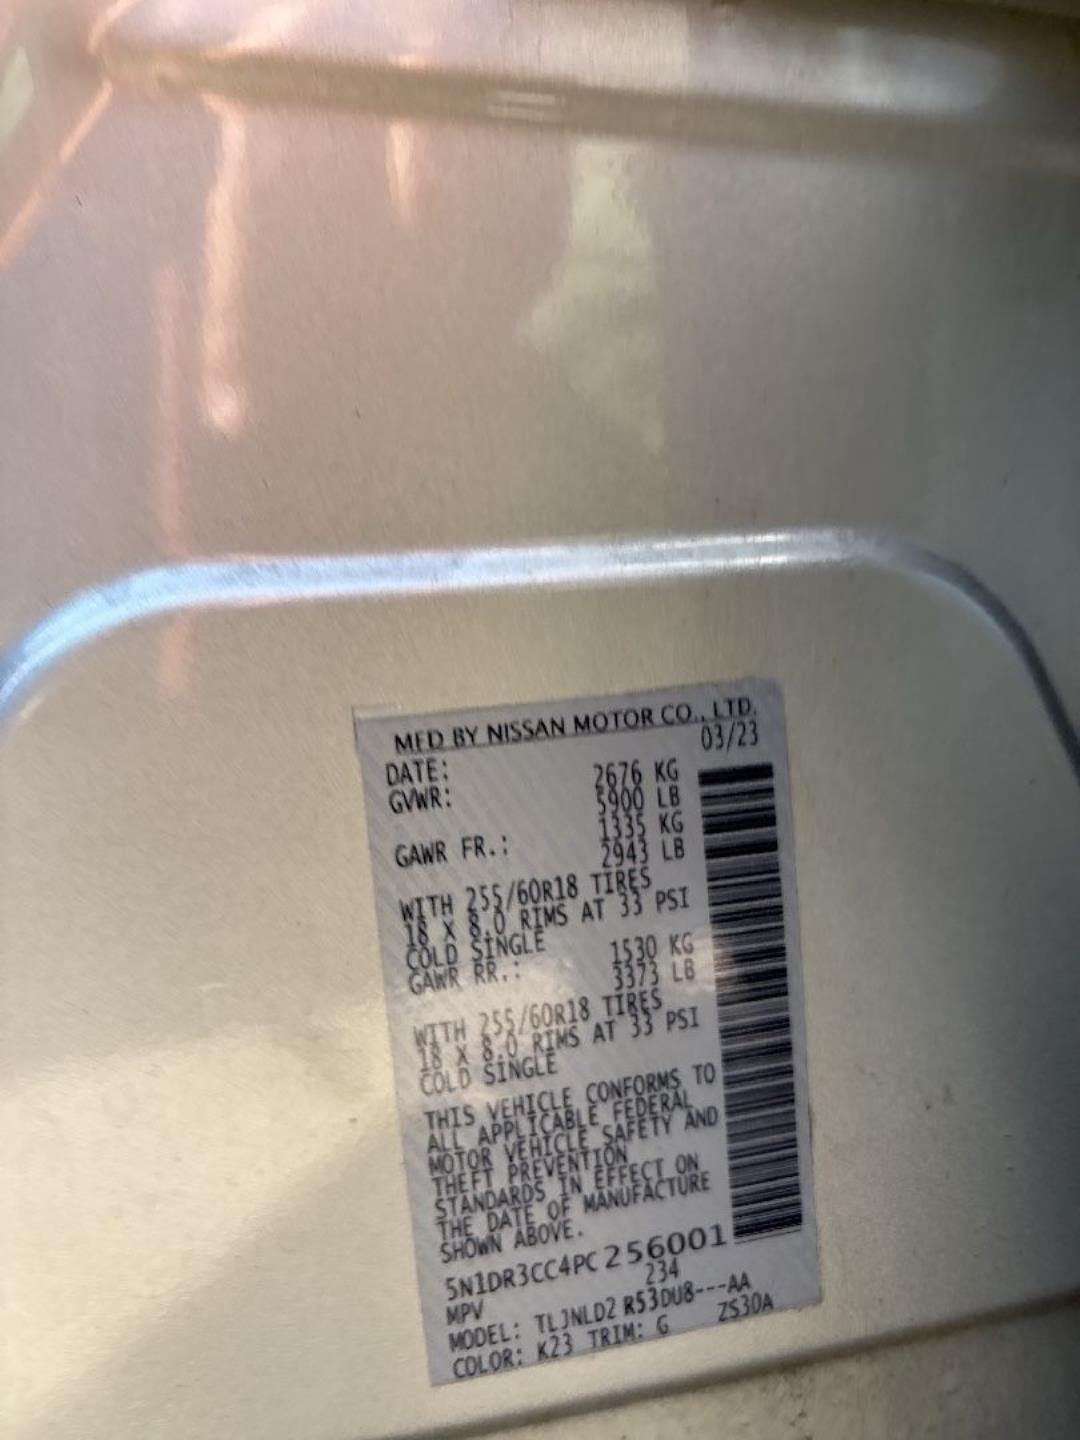 MFD BY NISSAN MOTOR CO., LTD.
DATE: 03/23
GVWR: 2676 KG
5900 LB
GAWR FR.: 1335 KG
2943 LB
WITH 255/60R18 TIRES
18 X 8.0 RIMS AT 33 PSI
COLD SINGLE
GAWR RR.: 1530 KG
3373 LB
WITH 255/60R18 TIRES
18 X 8.0 RIMS AT 33 PSI
COLD SINGLE
THIS VEHICLE CONFORMS TO
ALL APPLICABLE FEDERAL
MOTOR VEHICLE SAFETY AND
THEFT PREVENTION
STANDARDS IN EFFECT ON
THE DATE OF MANUFACTURE
SHOWN ABOVE.
5N1DR3CC4PC256001
MPV 234
MODEL: TLJNLD2 R53DU8---AA
COLOR: K23 TRIM: G ZS30A